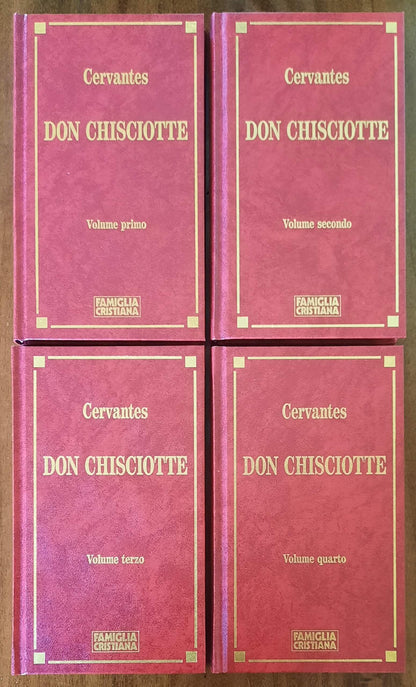 Cervantes
DON CHISCIOTTE
Volume primo
FAMIGLIA
CRISTIANA
Cervantes
DON CHISCIOTTE
Volume secondo
FAMIGLIA
CRISTIANA
Cervantes
DON CHISCIOTTE
Volume terzo
FAMIGLIA
CRISTIANA
Cervantes
DON CHISCIOTTE
Volume quarto
FAMIGLIA
CRISTIANA